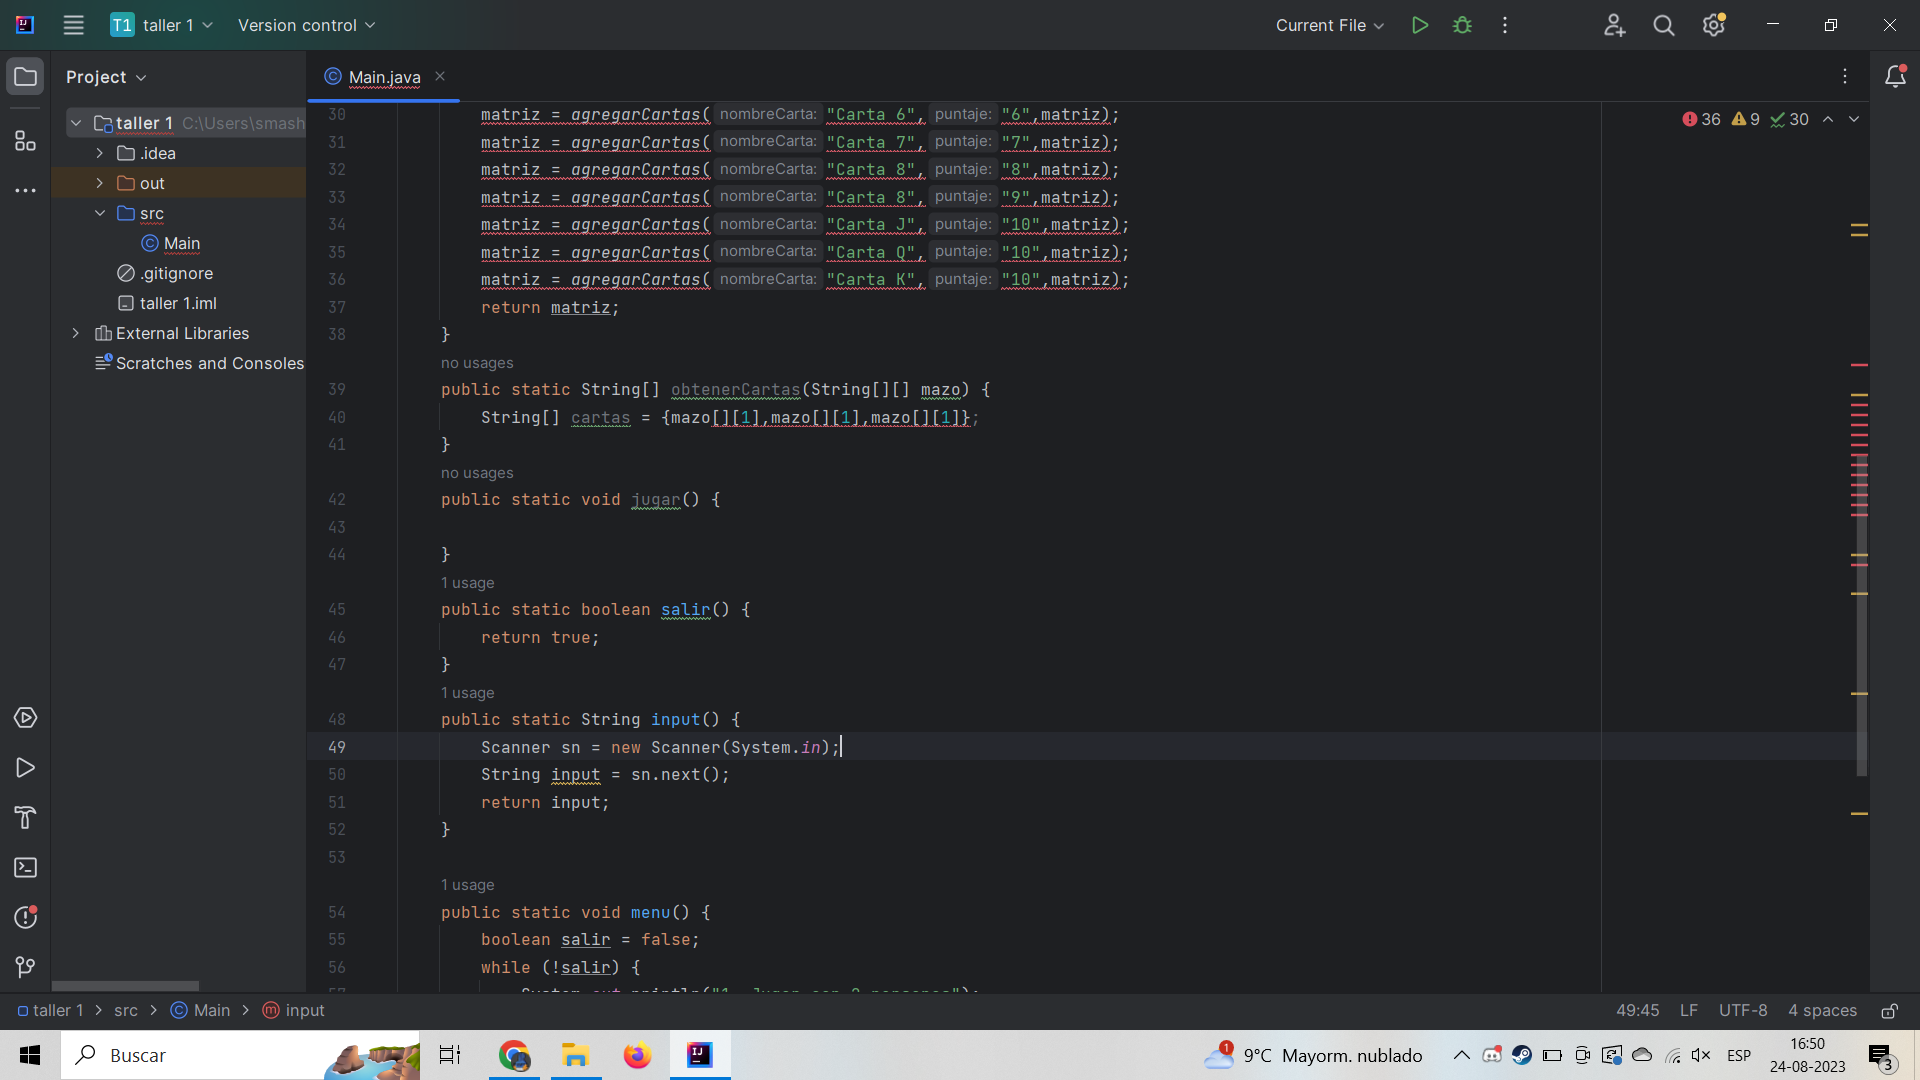 T1 taller 1 Version control Current File
Project
Main.java
taller 1 C:\Users\smash
.idea
out
src
Main
.gitignore
taller 1.iml
External Libraries
Scratches and Consoles
36 9 30
30 matriz = agregarCartas( nombreCarta: "Carta 6", puntaje: "6",matriz);
31 matriz = agregarCartas( nombreCarta: "Carta 7", puntaje: "7",matriz);
32 matriz = agregarCartas( nombreCarta: "Carta 8", puntaje: "8",matriz);
33 matriz = agregarCartas( nombreCarta: "Carta 8", puntaje: "9",matriz);
34 matriz = agregarCartas( nombreCarta: "Carta J", puntaje: "10",matriz);
35 matriz = agregarCartas( nombreCarta: "Carta Q", puntaje: "10",matriz);
36 matriz = agregarCartas( nombreCarta: "Carta K", puntaje: "10",matriz);
37 return matriz;
38 }
no usages
39 public static String[] obtenerCartas(String[][] mazo) {
40 String[] cartas = {mazo[][1],mazo[][1],mazo[][1]};
41 }
no usages
42 public static void jugar() {
43
44 }
1 usage
45 public static boolean salir() {
46 return true;
47 }
1 usage
48 public static String input() {
49 Scanner sn = new Scanner(System.in);
50 String input = sn.next();
51 return input;
52 }
53
1 usage
54 public static void menu() {
55 boolean salir = false;
56 while (!salir) {
57 System.out.println("1. Jugar con 2 personas");
taller 1 > src > Main > input
49:45 LF UTF-8 4 spaces
Buscar
1 9°C Mayorm. nublado ESP 16:50
24-08-2023 3